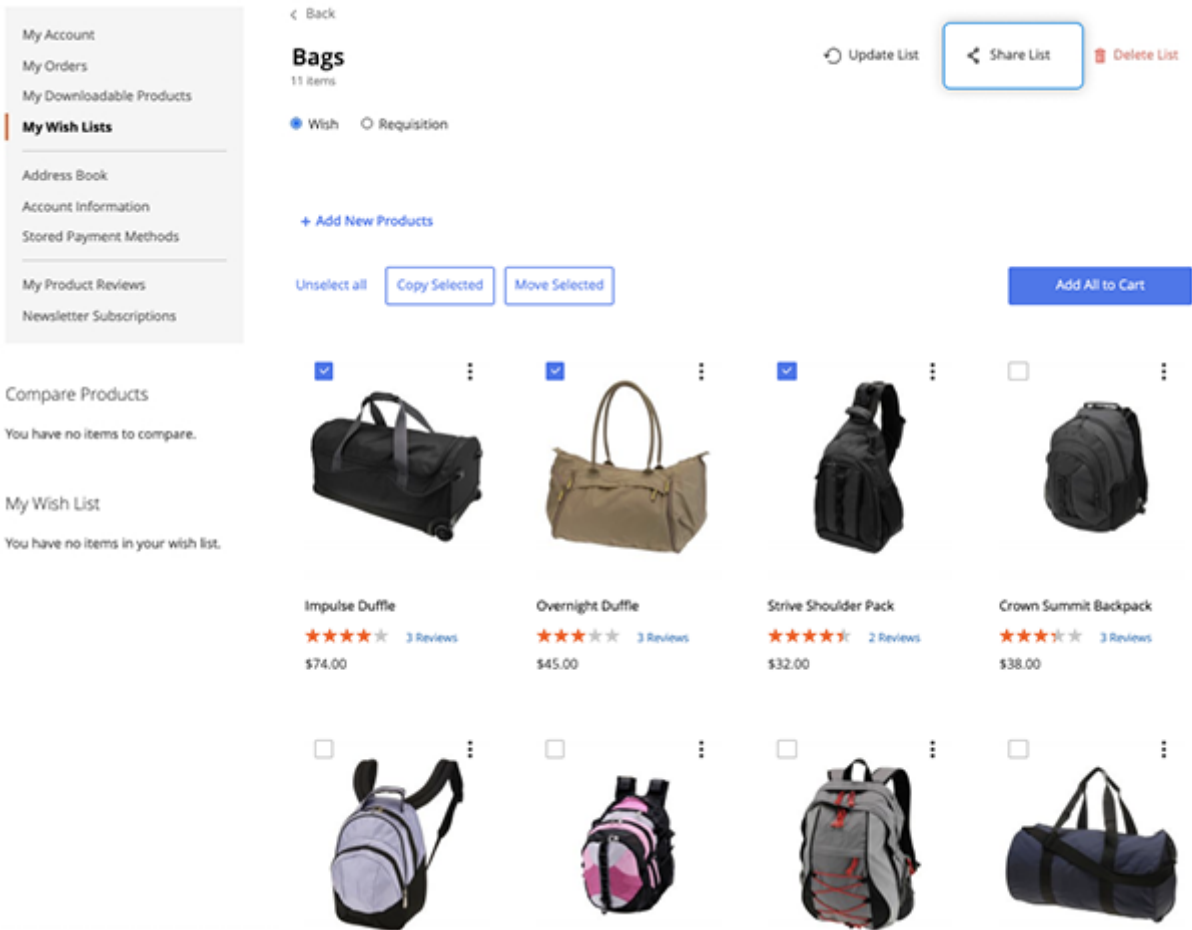 My Account
My Orders
My Downloadable Products
My Wish Lists
Address Book
Account Information
Stored Payment Methods
My Product Reviews
Newsletter Subscriptions
Compare Products
You have no items to compare.
My Wish List
You have no items in your wish list.
Back
Bags
11 items
Update List
Share List
Delete List
Wish
Requisition
+ Add New Products
Unselect all
Copy Selected
Move Selected
Add All to Cart
Impulse Duffle
3 Reviews
$74.00
Overnight Duffle
3 Reviews
$45.00
Strive Shoulder Pack
2 Reviews
$32.00
Crown Summit Backpack
3 Reviews
$38.00